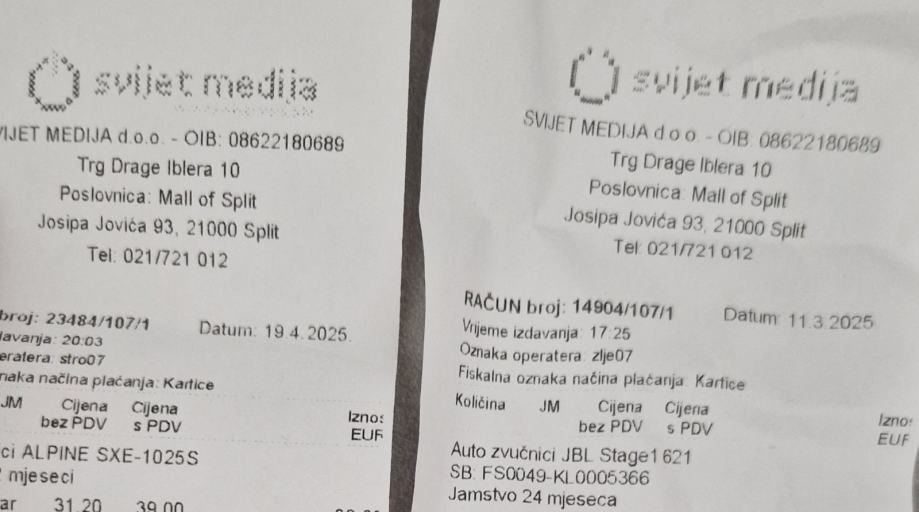 svijet medija
VIJET MEDIJA d.o.o. - OIB: 08622180689
Trg Drage Iblera 10
Poslovnica: Mall of Split
Josipa Jovića 93, 21000 Split
Tel: 021/721 012
broj: 23484/107/1 Datum: 19.4.2025.
davanja: 20:03
eratera: stro07
naka načina plaćanja: Kartice
JM Cijena Cijena Iznos
bez PDV s PDV EUR
ci ALPINE SXE-1025S
mjeseci
ar 31,20 39,00
svijet medija
SVIJET MEDIJA d.o.o. - OIB: 08622180689
Trg Drage Iblera 10
Poslovnica: Mall of Split
Josipa Jovića 93, 21000 Split
Tel: 021/721 012
RAČUN broj: 14904/107/1 Datum: 11.3.2025
Vrijeme izdavanja: 17:25
Oznaka operatera: zlje07
Fiskalna oznaka načina plaćanja: Kartice
Količina JM Cijena Cijena Iznos
bez PDV s PDV EUR
Auto zvučnici JBL Stage1 621
SB: FS0049-KL0005366
Jamstvo 24 mjeseca